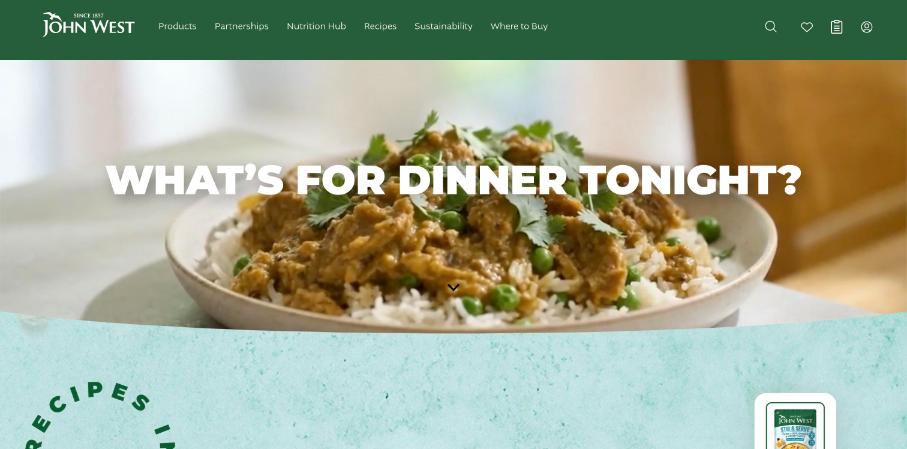 SINCE 1857
JOHN WEST
Products
Partnerships
Nutrition Hub
Recipes
Sustainability
Where to Buy
WHAT'S FOR DINNER TONIGHT?
RECIPES IN
JOHN WEST
STIR & SERVE